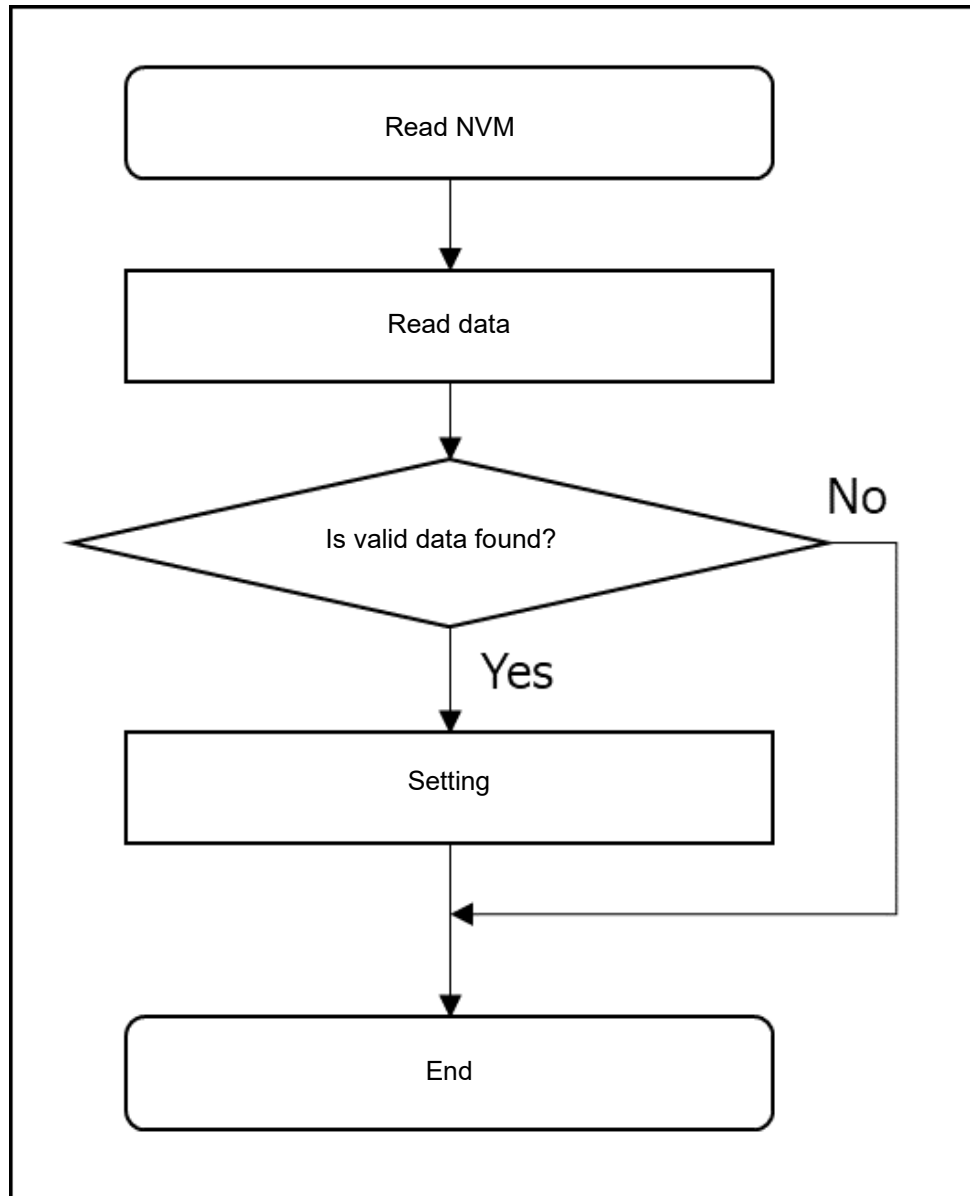 Read NVM
Read data
Is valid data found?
No
Yes
Setting
End